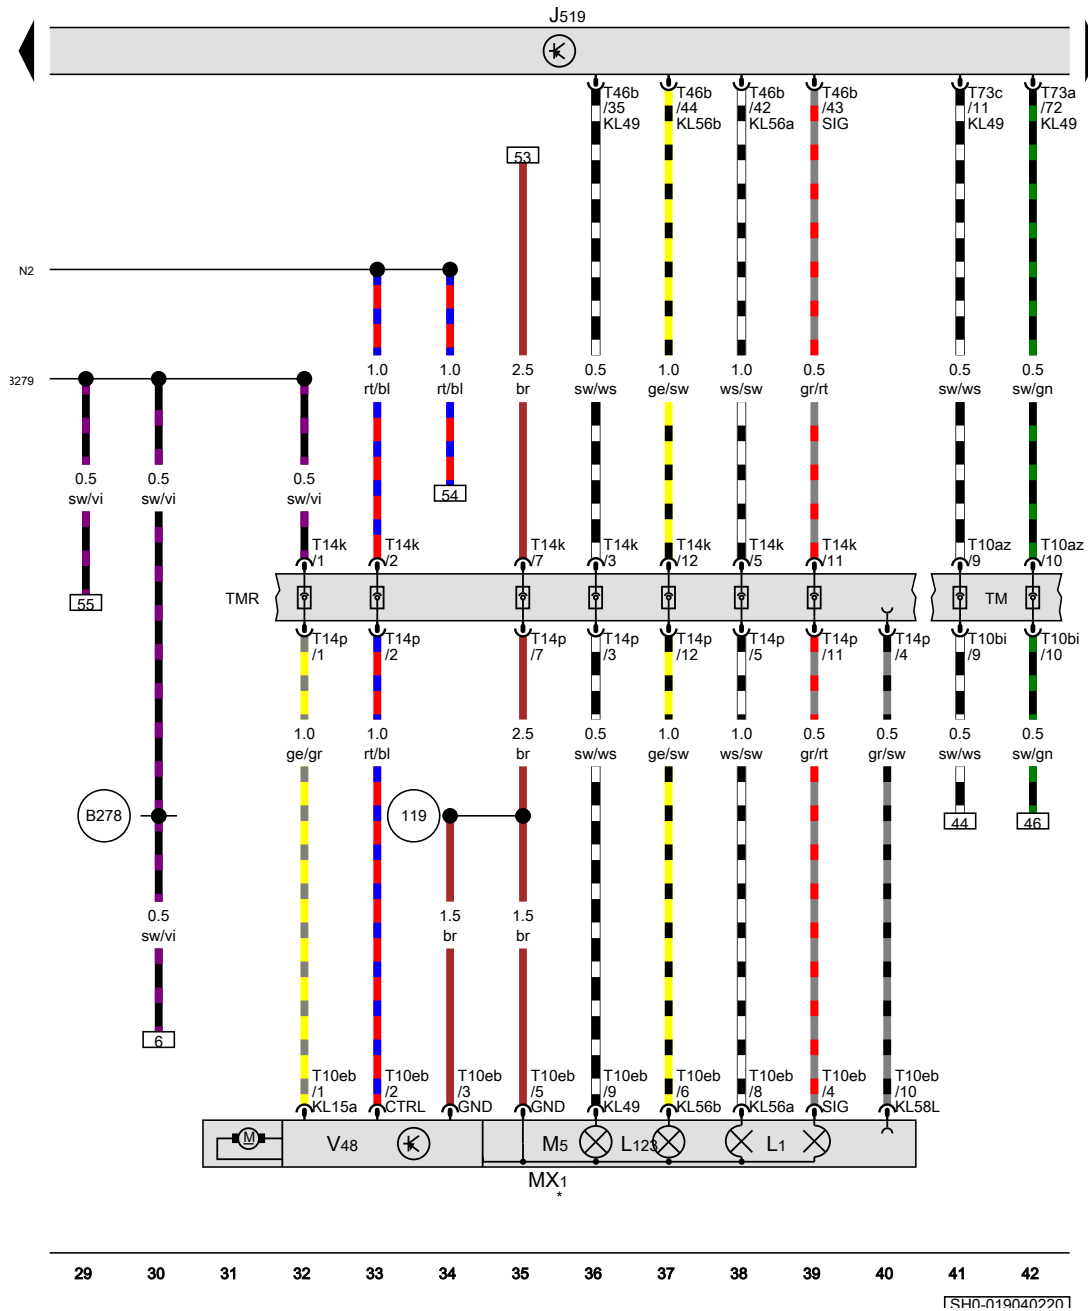 J519
T46b
/35
KL49
T46b
/44
KL56b
T46b
/42
KL56a
T46b
/43
SIG
T73c
/11
KL49
T73a
/72
KL49
53
N2
1.0
rt/bl
1.0
rt/bl
2.5
br
0.5
sw/ws
1.0
ge/sw
1.0
ws/sw
0.5
gr/rt
0.5
sw/ws
0.5
sw/gn
0.5
sw/vi
0.5
sw/vi
0.5
sw/vi
54
T14k
/1
T14k
/2
T14k
/7
T14k
/3
T14k
/12
T14k
/5
T14k
/11
T10az
/9
T10az
/10
55
TMR
TM
T14p
/1
T14p
/2
T14p
/7
T14p
/3
T14p
/12
T14p
/5
T14p
/11
T14p
/4
T10bi
/9
T10bi
/10
1.0
ge/gr
1.0
rt/bl
2.5
br
0.5
sw/ws
1.0
ge/sw
1.0
ws/sw
0.5
gr/rt
0.5
gr/sw
0.5
sw/ws
0.5
sw/gn
B278
119
44
46
0.5
sw/vi
1.5
br
1.5
br
6
T10eb
/1
KL15a
T10eb
/2
CTRL
T10eb
/3
GND
T10eb
/5
GND
T10eb
/9
KL49
T10eb
/6
KL56b
T10eb
/8
KL56a
T10eb
/4
SIG
T10eb
/10
KL58L
M
V48
M5
L123
L1
MX1
*
29 30 31 32 33 34 35 36 37 38 39 40 41 42
SH0-019040220